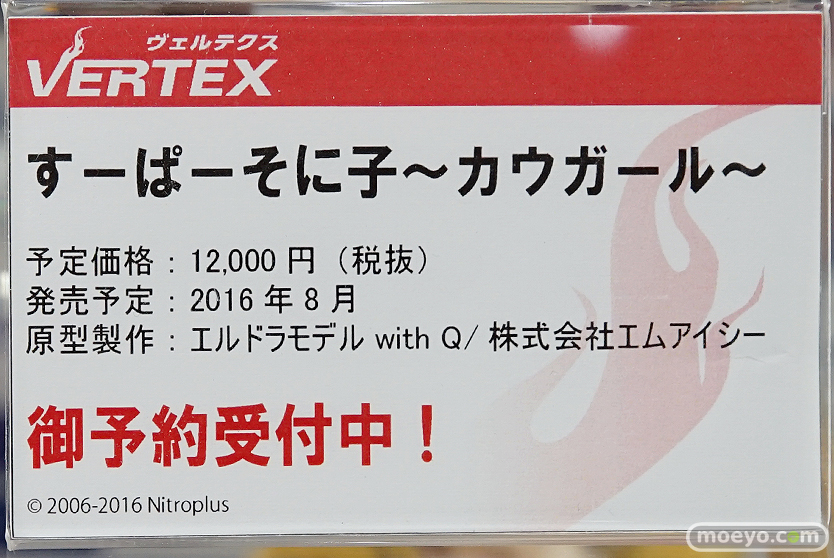 ヴェルテクス
VERTEX
すーぱーそに子～カウガール～
予定価格：12,000 円（税抜）
発売予定：2016 年 8 月
原型製作：エルドラモデル with Q/ 株式会社エムアイシー
御予約受付中！
© 2006-2016 Nitroplus
moeyo.com